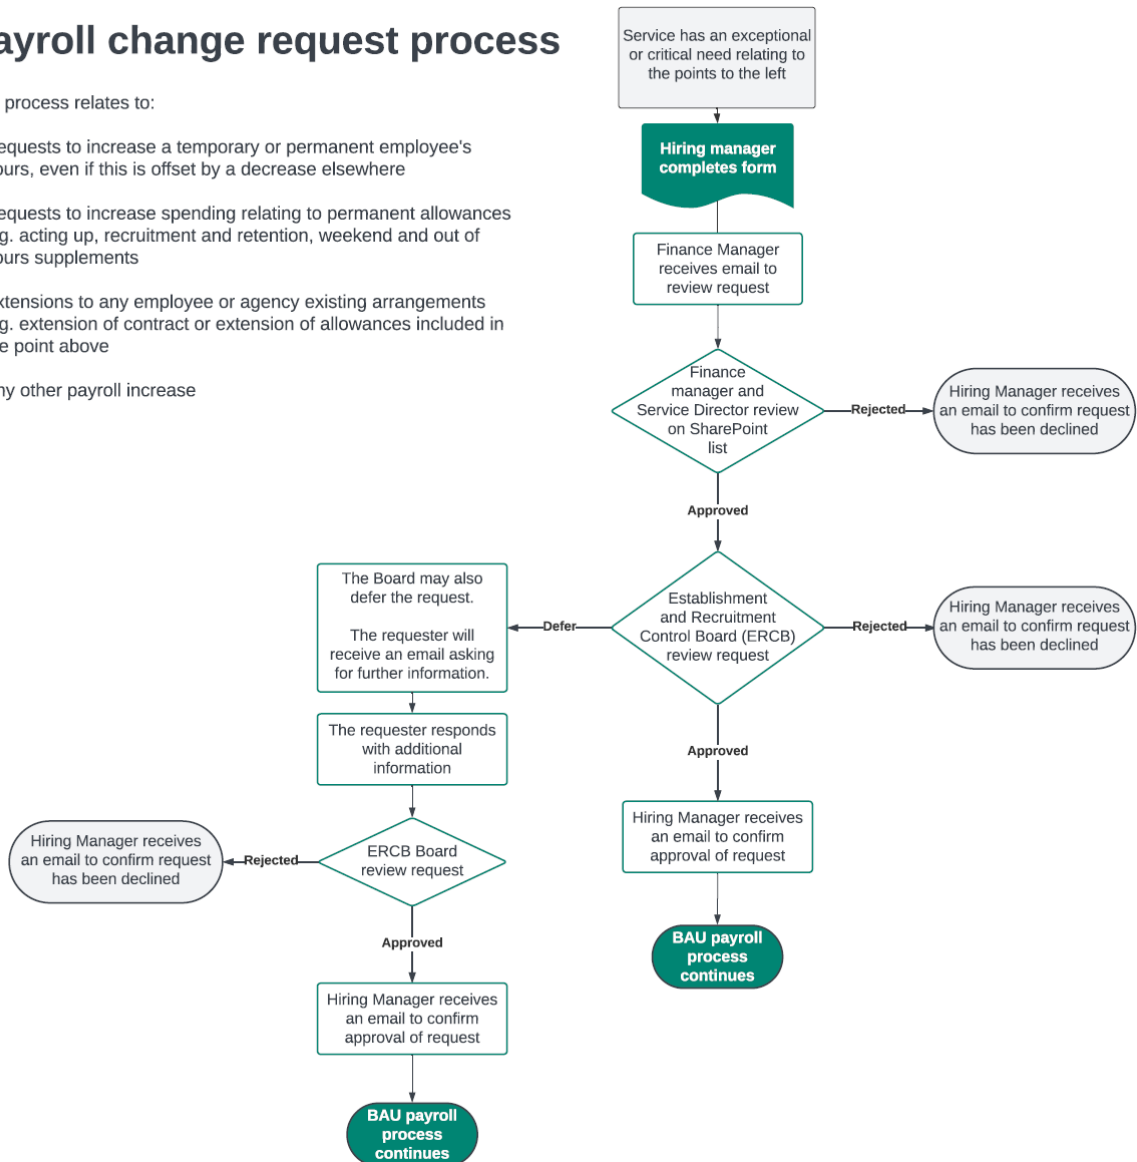 ayroll change request process
process relates to:
equests to increase a temporary or permanent employee's
ours, even if this is offset by a decrease elsewhere
equests to increase spending relating to permanent allowances
g. acting up, recruitment and retention, weekend and out of
ours supplements
xtensions to any employee or agency existing arrangements
g. extension of contract or extension of allowances included in
e point above
ny other payroll increase
Service has an exceptional
or critical need relating to
the points to the left
Hiring manager
completes form
Finance Manager
receives email to
review request
Finance
manager and
Service Director review
on SharePoint
list
Rejected
Hiring Manager receives
an email to confirm request
has been declined
Approved
Establishment
and Recruitment
Control Board (ERCB)
review request
Rejected
Hiring Manager receives
an email to confirm request
has been declined
Defer
The Board may also
defer the request.
The requester will
receive an email asking
for further information.
The requester responds
with additional
information
ERCB Board
review request
Rejected
Hiring Manager receives
an email to confirm request
has been declined
Approved
Hiring Manager receives
an email to confirm
approval of request
BAU payroll
process
continues
Approved
Hiring Manager receives
an email to confirm
approval of request
BAU payroll
process
continues